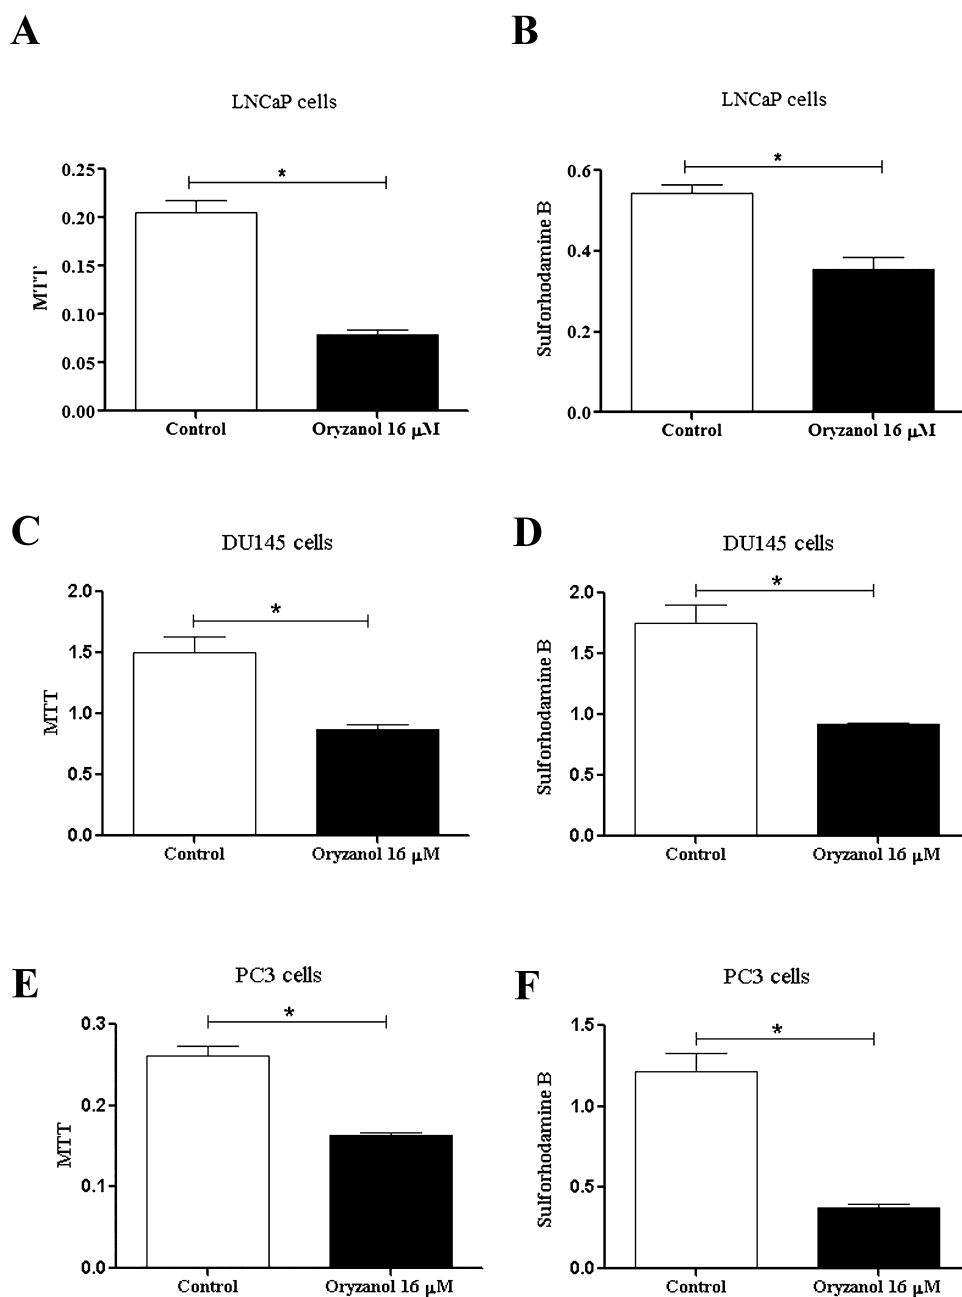 A
LNCaP cells
*
0.25
0.20
0.15
0.10
0.05
0.00
MTT
Control
Oryzanol 16 μM
B
LNCaP cells
*
0.6
0.4
0.2
0.0
Sulforhodamine B
Control
Oryzanol 16 μM
C
DU145 cells
*
2.0
1.5
1.0
0.5
0.0
MTT
Control
Oryzanol 16 μM
D
DU145 cells
*
2.0
1.5
1.0
0.5
0.0
Sulforhodamine B
Control
Oryzanol 16 μM
E
PC3 cells
*
0.3
0.2
0.1
0.0
MTT
Control
Oryzanol 16 μM
F
PC3 cells
*
1.5
1.0
0.5
0.0
Sulforhodamine B
Control
Oryzanol 16 μM